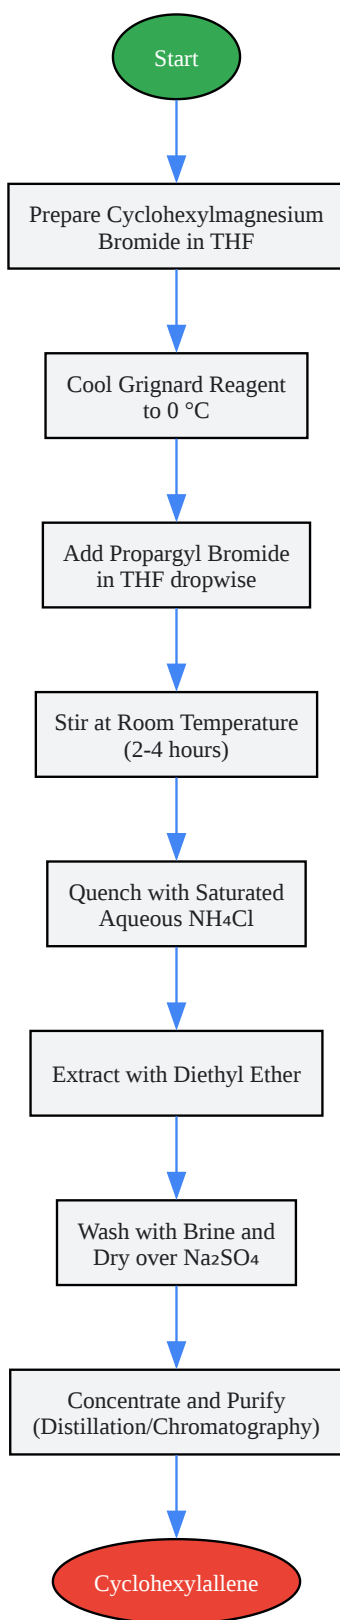 Start
Prepare Cyclohexylmagnesium
Bromide in THF
Cool Grignard Reagent
to 0 °C
Add Propargyl Bromide
in THF dropwise
Stir at Room Temperature
(2-4 hours)
Quench with Saturated
Aqueous NH₄Cl
Extract with Diethyl Ether
Wash with Brine and
Dry over Na₂SO₄
Concentrate and Purify
(Distillation/Chromatography)
Cyclohexylallene